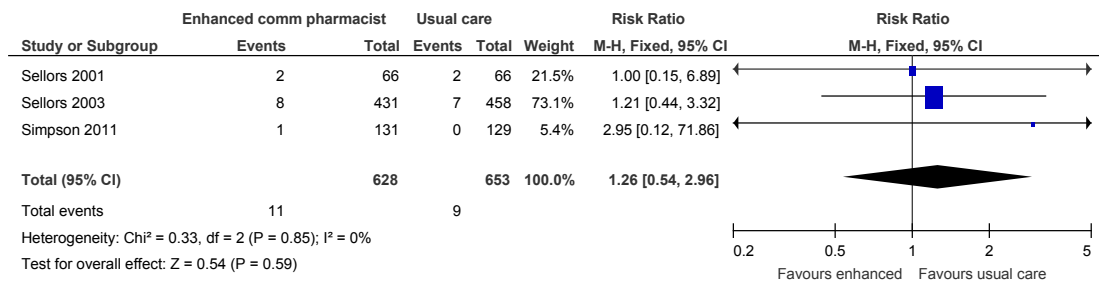 Enhanced comm pharmacist Usual care Risk Ratio Risk Ratio
Study or Subgroup Events Total Events Total Weight M-H, Fixed, 95% CI M-H, Fixed, 95% CI
Sellors 2001 2 66 2 66 21.5% 1.00 [0.15, 6.89]
Sellors 2003 8 431 7 458 73.1% 1.21 [0.44, 3.32]
Simpson 2011 1 131 0 129 5.4% 2.95 [0.12, 71.86]
Total (95% CI) 628 653 100.0% 1.26 [0.54, 2.96]
Total events 11 9
Heterogeneity: Chi² = 0.33, df = 2 (P = 0.85); I² = 0%
Test for overall effect: Z = 0.54 (P = 0.59)
0.2 0.5 1 2 5
Favours enhanced Favours usual care